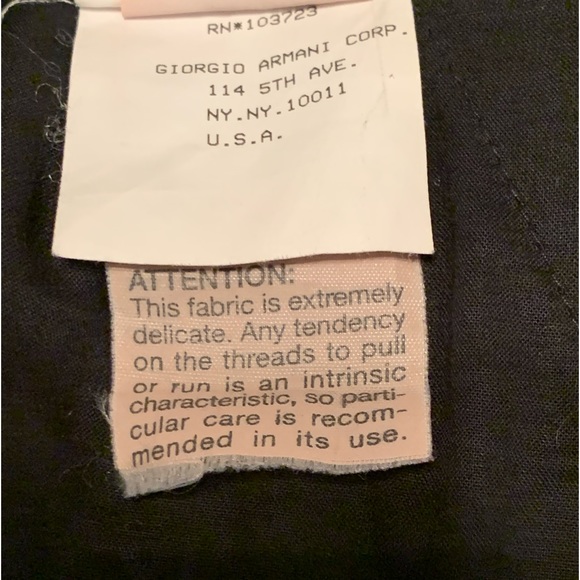 RN*103723
GIORGIO ARMANI CORP.
114 5TH AVE.
NY.NY.10011
U.S.A.
ATTENTION:
This fabric is extremely
delicate. Any tendency
on the threads to pull
or run is an intrinsic
characteristic, so parti-
cular care is recom-
mended in its use.